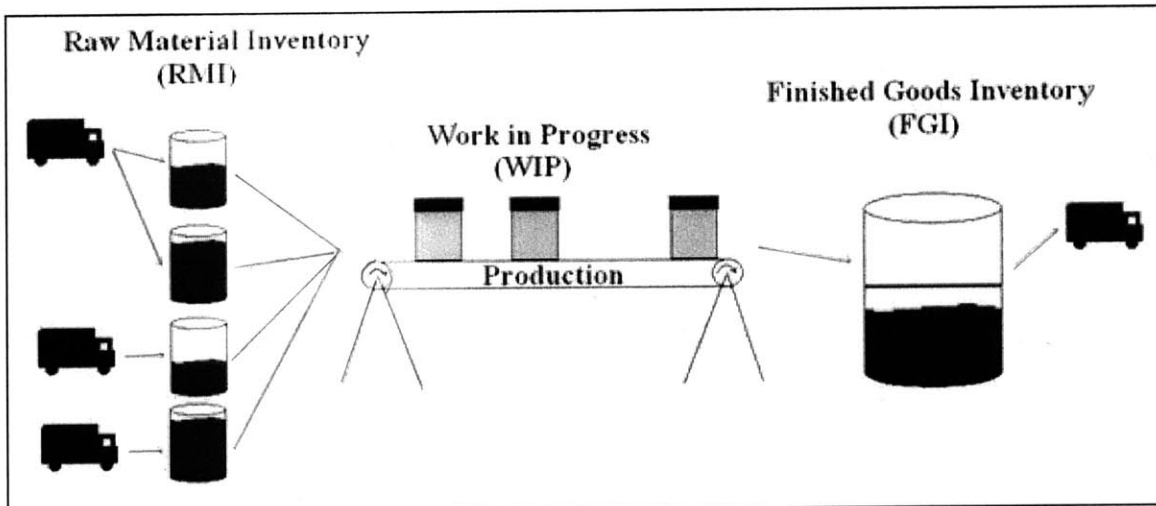 Raw Material Inventory
(RMI)
Work in Progress
(WIP)
Finished Goods Inventory
(FGI)
Production